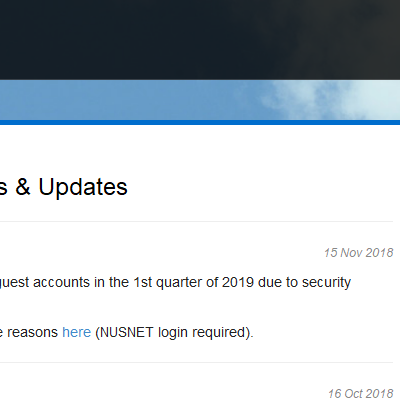 & Updates
15 Nov 2018
guest accounts in the 1st quarter of 2019 due to security
reasons here (NUSNET login required).
16 Oct 2018